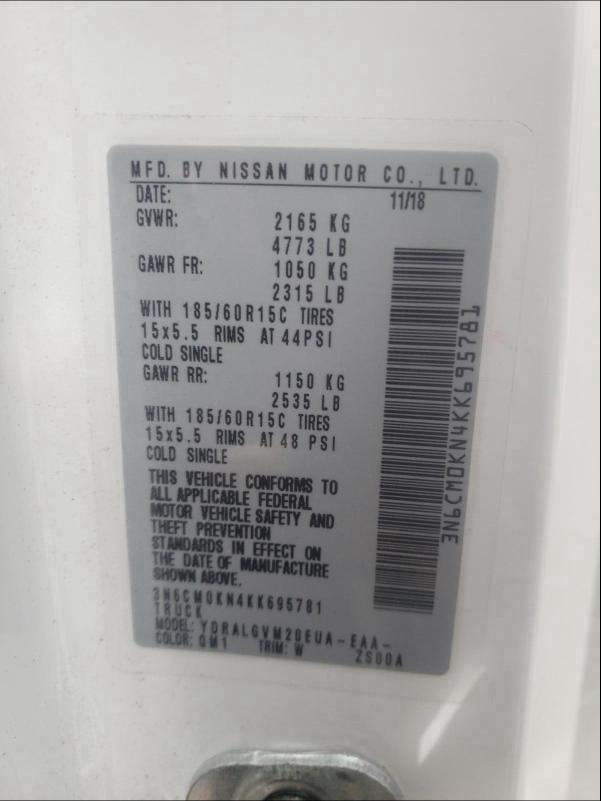 MFD. BY NISSAN MOTOR CO., LTD.
DATE: 11/18
GVWR: 2165 KG
4773 LB
GAWR FR: 1050 KG
2315 LB
WITH 185/60R15C TIRES
15x5.5 RIMS AT 44PSI
COLD SINGLE
GAWR RR: 1150 KG
2535 LB
WITH 185/60R15C TIRES
15x5.5 RIMS AT 48 PSI
COLD SINGLE
THIS VEHICLE CONFORMS TO
ALL APPLICABLE FEDERAL
MOTOR VEHICLE SAFETY AND
THEFT PREVENTION
STANDARDS IN EFFECT ON
THE DATE OF MANUFACTURE
SHOWN ABOVE.
3N6CM0KN4KK695781
TRUCK
MODEL: YDRALGVM20EUA-EAA-
ZS00A
COLOR: QM1 TRIM: W
3N6CM0KN4KK695781